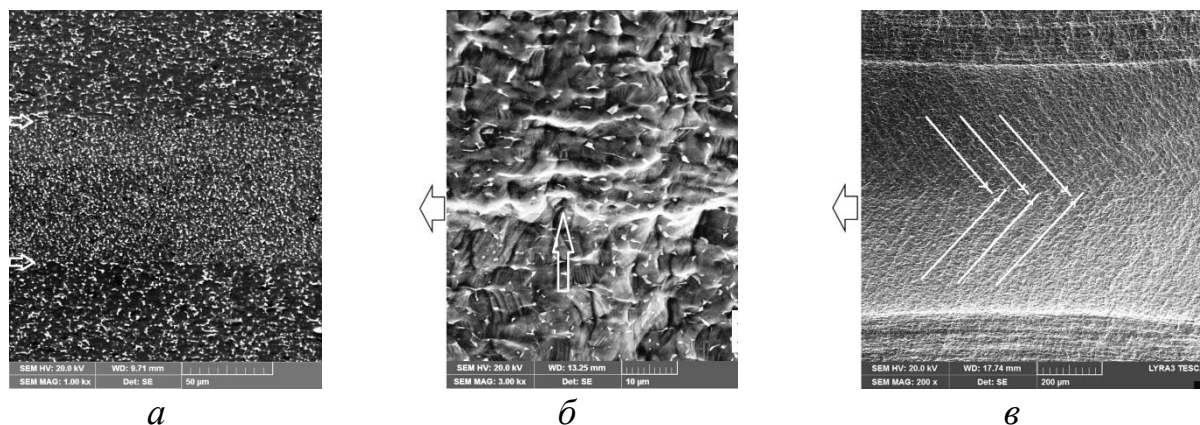 SEM HV: 20.0 kV WD: 9.71 mm
SEM MAG: 1.00 kx Det: SE 50 µm
SEM HV: 20.0 kV WD: 13.25 mm
SEM MAG: 3.00 kx Det: SE 10 µm
SEM HV: 20.0 kV WD: 17.74 mm LYRA3 TESC
SEM MAG: 200 x Det: SE 200 µm
а
б
в